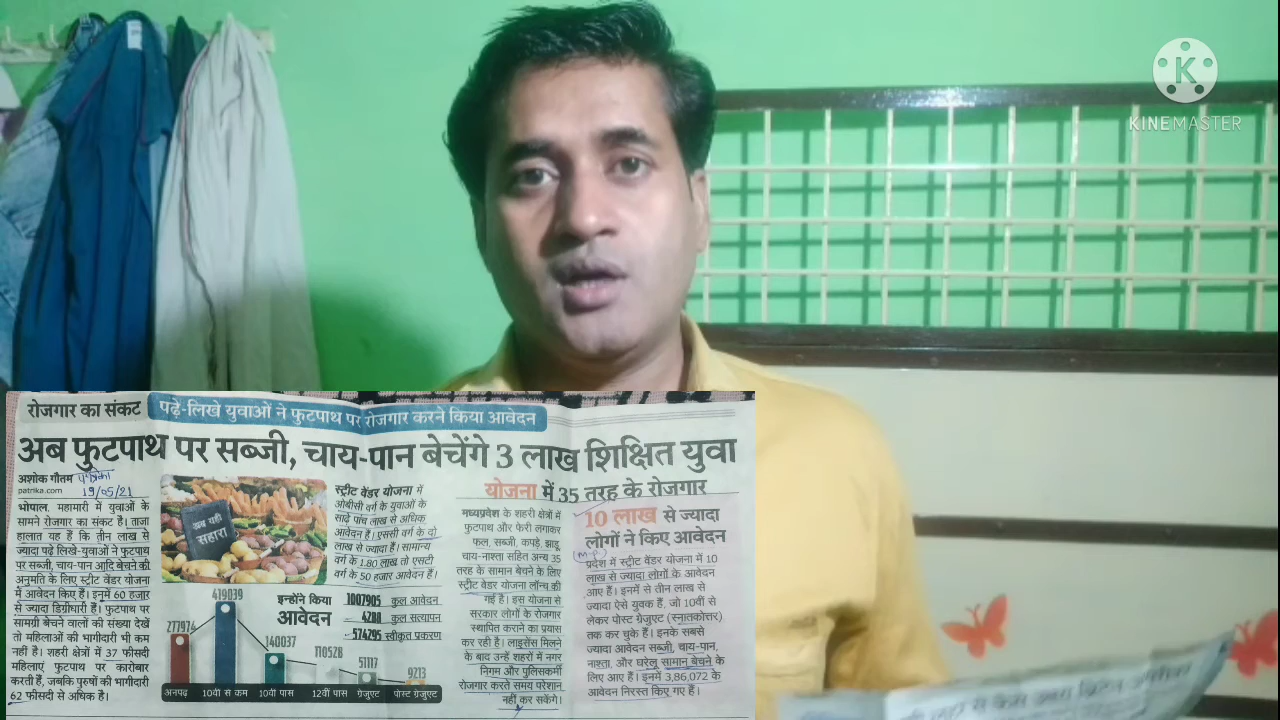 KINEMASTER
रोजगार का संकट
पढ़े-लिखे युवाओं ने फुटपाथ पर रोजगार करने किया आवेदन
अब फुटपाथ पर सब्जी, चाय-पान बेचेंगे 3 लाख शिक्षित युवा
अशोक गौतम पत्रिका
patrika.com 19/05/21
भोपाल. महामारी में युवाओं के
सामने रोजगार का संकट है। ताजा
हालात यह हैं कि तीन लाख से
ज्यादा पढ़े लिखे-युवाओं ने फुटपाथ
पर सब्जी, चाय-पान आदि बेचने की
अनुमति के लिए स्ट्रीट वेंडर योजना
में आवेदन किए हैं। इनमें 60 हजार
से ज्यादा डिग्रीधारी हैं। फुटपाथ पर
सामग्री बेचने वालों की संख्या देखें
तो महिलाओं की भागीदारी भी कम
नहीं है। शहरी क्षेत्रों में 37 फीसदी
महिलाएं फुटपाथ पर कारोबार
करती हैं, जबकि पुरुषों की भागीदारी
62 फीसदी से अधिक है।
अब यही
सहारा
स्ट्रीट वेंडर योजना में
ओबीसी वर्ग के युवाओं के
साढ़े पांच लाख से अधिक
आवेदन हैं। एससी वर्ग के दो
लाख से ज्यादा हैं। सामान्य
वर्ग के 1.80 लाख तो एसटी
वर्ग के 50 हजार आवेदन हैं।
इन्होंने किया
आवेदन
1007905 कुल आवेदन
4280 कुल सत्यापन
574295 स्वीकृत प्रकरण
277974
419039
140037
110528
51117
9213
अनपढ़
10वीं से कम
10वीं पास
12वीं पास
ग्रेजुएट
पोस्ट ग्रेजुएट
योजना में 35 तरह के रोजगार
मध्यप्रदेश के शहरी क्षेत्रों में
फुटपाथ और फेरी लगाकर
फल, सब्जी, कपड़े, झाडू
चाय-नाश्ता सहित अन्य 35
तरह के सामान बेचने के लिए
स्ट्रीट वेंडर योजना लॉन्च की
गई है। इस योजना से
सरकार लोगों के रोजगार
स्थापित कराने का प्रयास
कर रही है। लाइसेंस मिलने
के बाद उन्हें शहरों में नगर
निगम और पुलिसकर्मी
रोजगार करते समय परेशान
नहीं कर सकेंगे।
10 लाख से ज्यादा
लोगों ने किए आवेदन
(M.P.)
प्रदेश में स्ट्रीट वेंडर योजना में 10
लाख से ज्यादा लोगों के आवेदन
आए हैं। इनमें से तीन लाख से
ज्यादा ऐसे युवक हैं, जो 10वीं से
लेकर पोस्ट ग्रेजुएट (स्नातकोत्तर)
तक कर चुके हैं। इनके सबसे
ज्यादा आवेदन सब्जी, चाय-पान,
नाश्ता, और घरेलू सामान बेचने के
लिए आए हैं। इनमें 3,86,072 के
आवेदन निरस्त किए गए हैं।